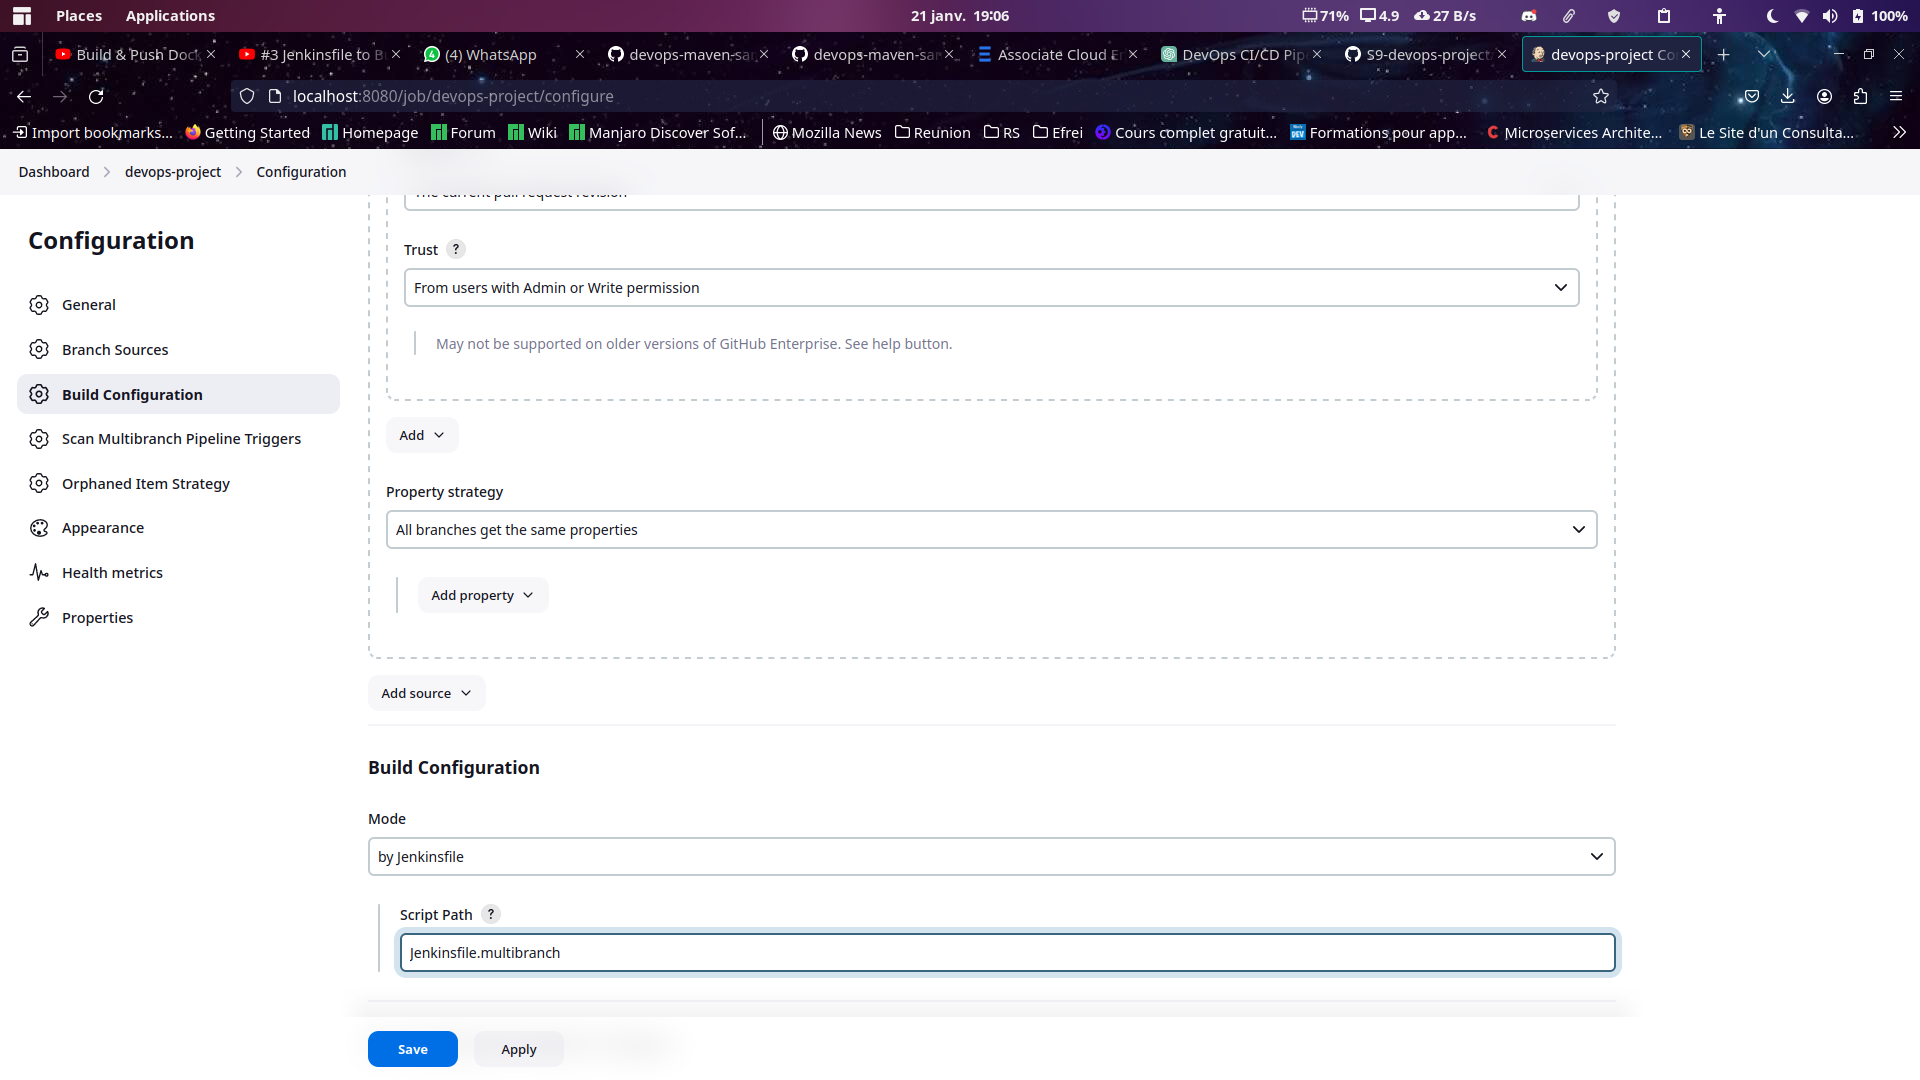 Places Applications 21 janv. 19:06 71% 4.9 27 B/s 100%
Build & Push Dock #3 Jenkinsfile to B (4) WhatsApp devops-maven-sa devops-maven-sa Associate Cloud E DevOps CI/CD Pip S9-devops-project devops-project Co
localhost:8080/job/devops-project/configure
Import bookmarks... Getting Started Homepage Forum Wiki Manjaro Discover Sof... Mozilla News Reunion RS Efrei Cours complet gratuit... Formations pour app... Microservices Archite... Le Site d'un Consulta...
Dashboard devops-project Configuration
Configuration
General
Branch Sources
Build Configuration
Scan Multibranch Pipeline Triggers
Orphaned Item Strategy
Appearance
Health metrics
Properties
The current pull request revision
Trust ?
From users with Admin or Write permission
May not be supported on older versions of GitHub Enterprise. See help button.
Add
Property strategy
All branches get the same properties
Add property
Add source
Build Configuration
Mode
by Jenkinsfile
Script Path ?
Jenkinsfile.multibranch
Save Apply